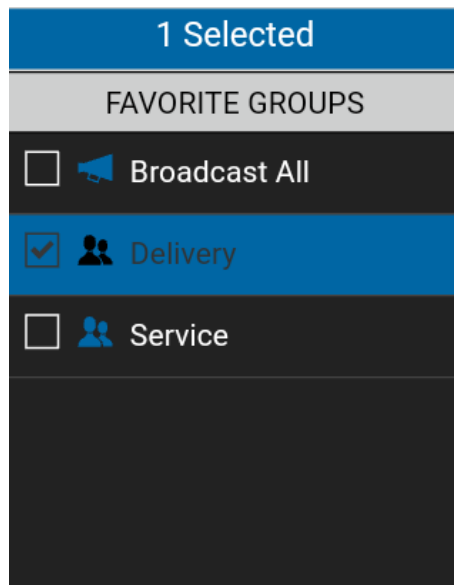 1 Selected
FAVORITE GROUPS
Broadcast All
Delivery
Service